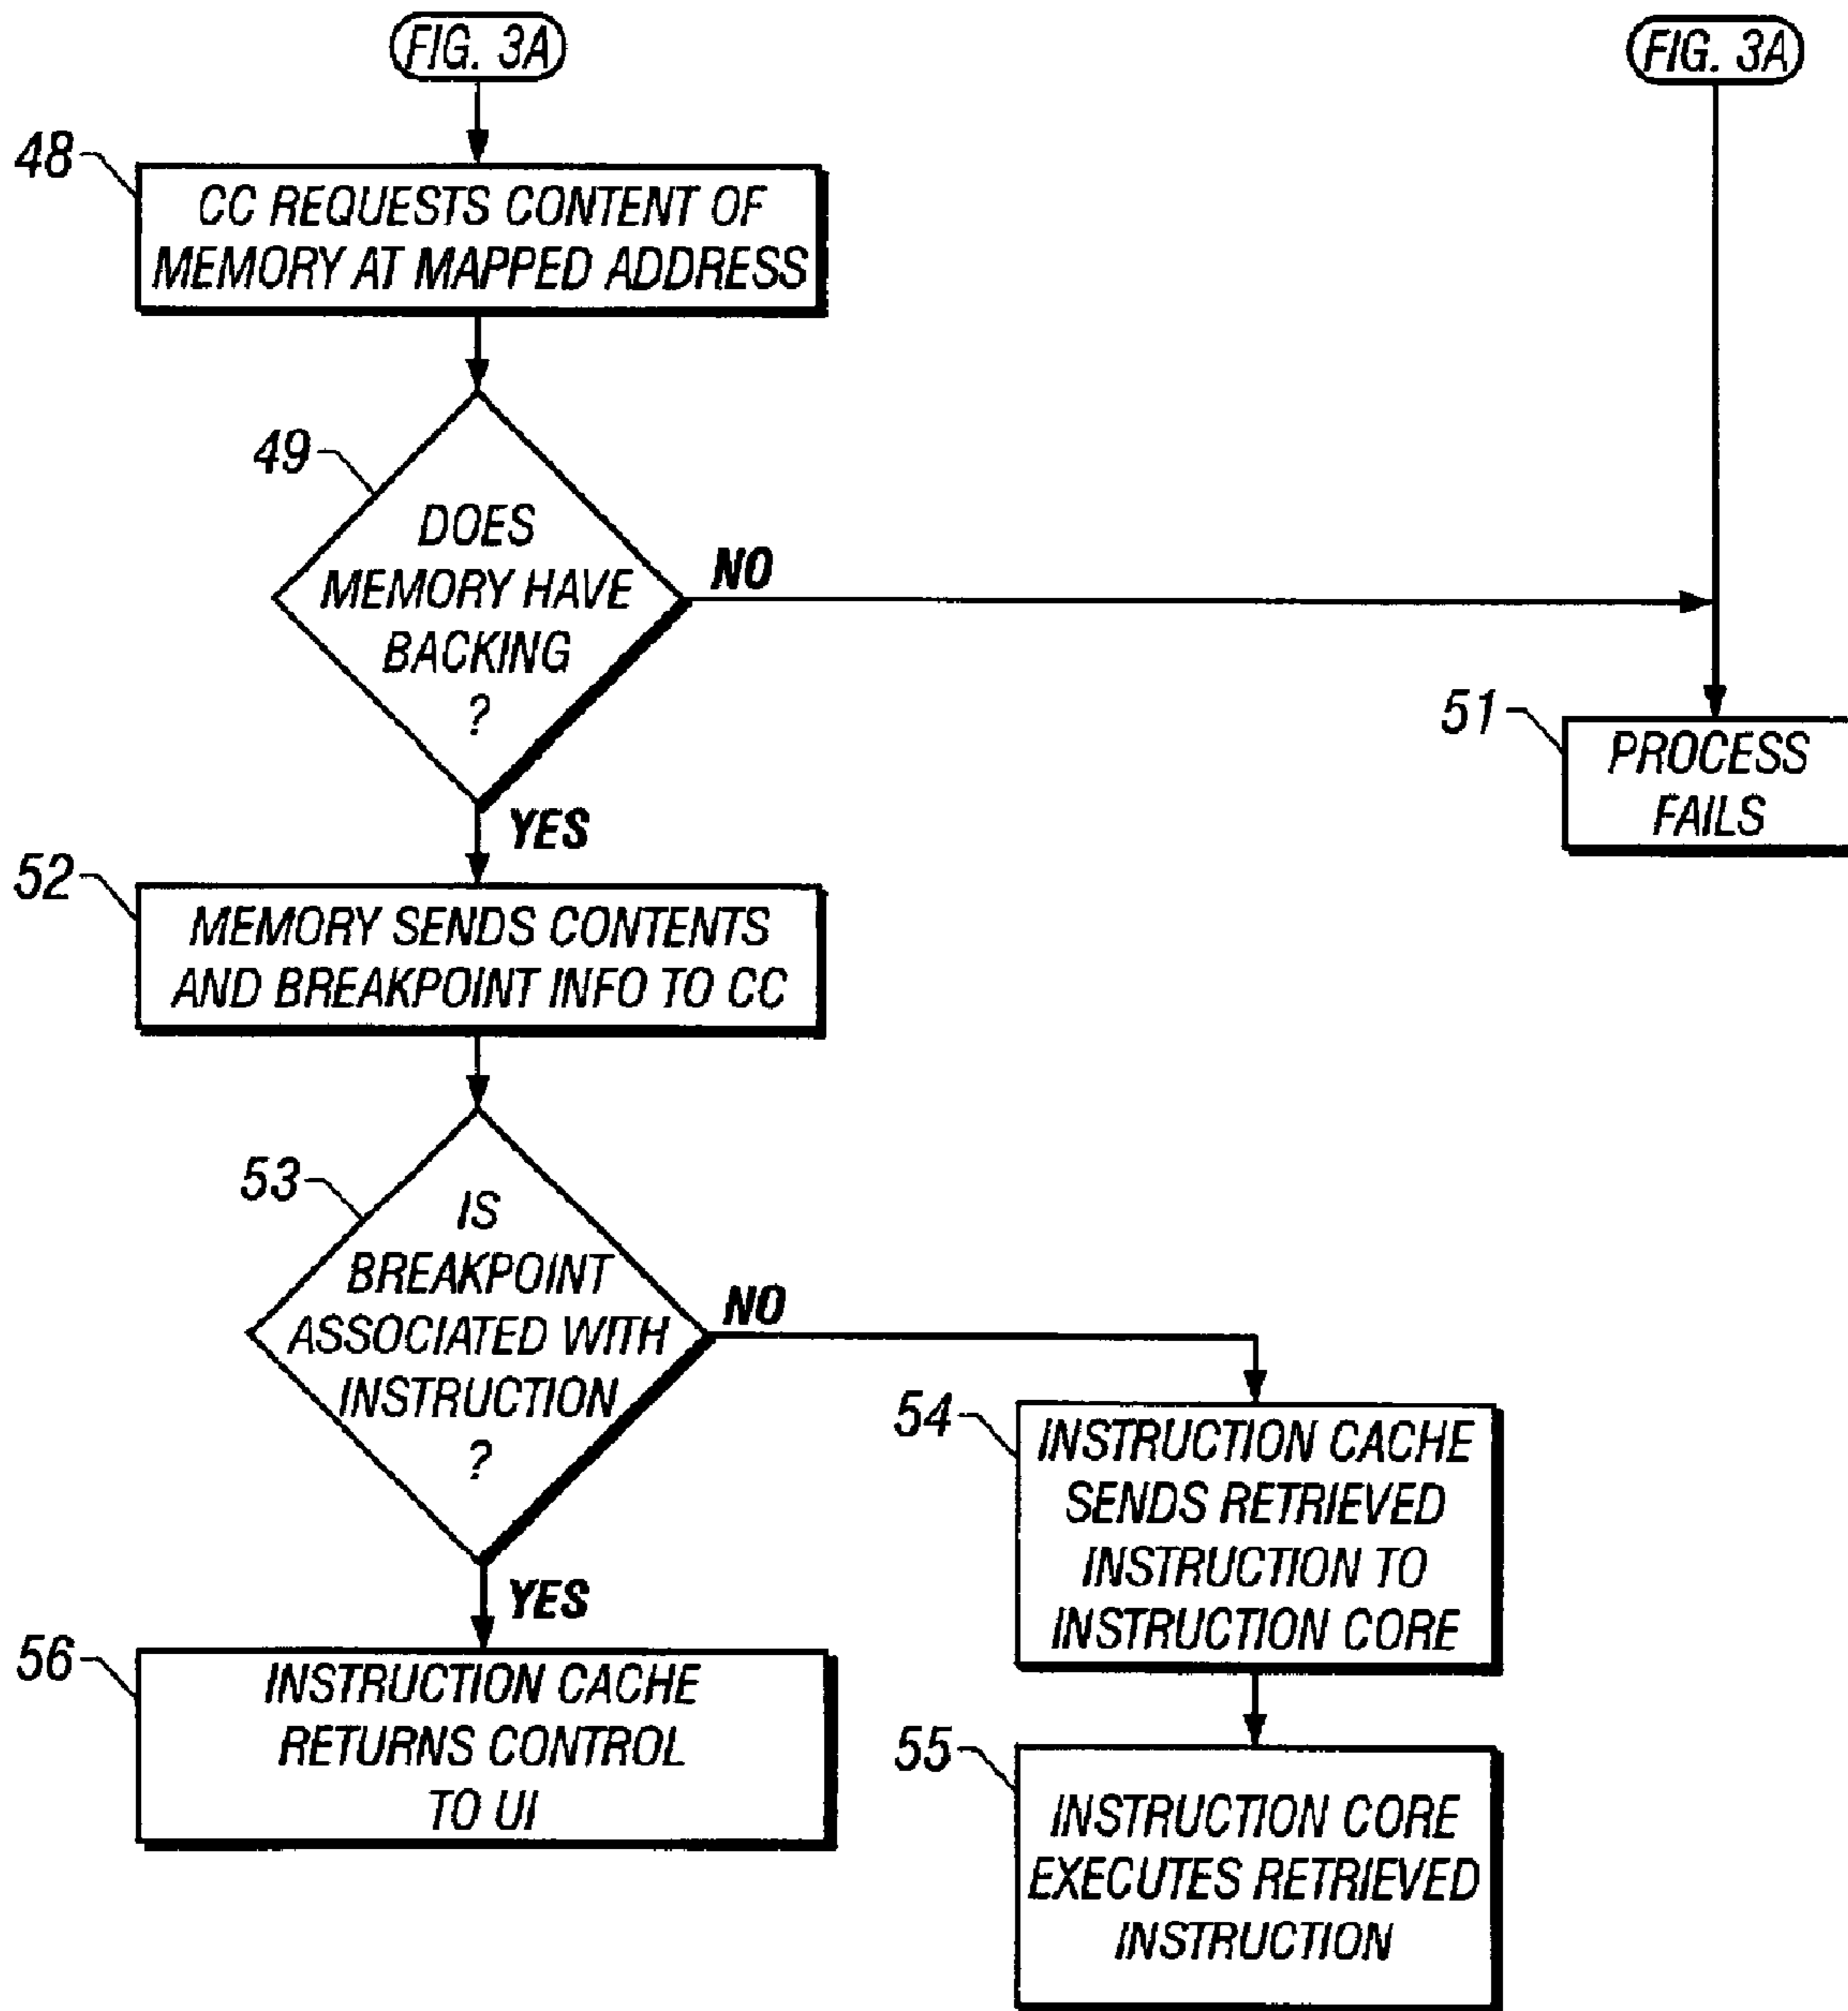 FIG. 3A
FIG. 3A
48
CC REQUESTS CONTENT OF
MEMORY AT MAPPED ADDRESS
49
DOES
MEMORY HAVE
BACKING
?
NO
YES
51
PROCESS
FAILS
52
MEMORY SENDS CONTENTS
AND BREAKPOINT INFO TO CC
53
IS
BREAKPOINT
ASSOCIATED WITH
INSTRUCTION
?
NO
YES
54
INSTRUCTION CACHE
SENDS RETRIEVED
INSTRUCTION TO
INSTRUCTION CORE
56
INSTRUCTION CACHE
RETURNS CONTROL
TO UI
55
INSTRUCTION CORE
EXECUTES RETRIEVED
INSTRUCTION